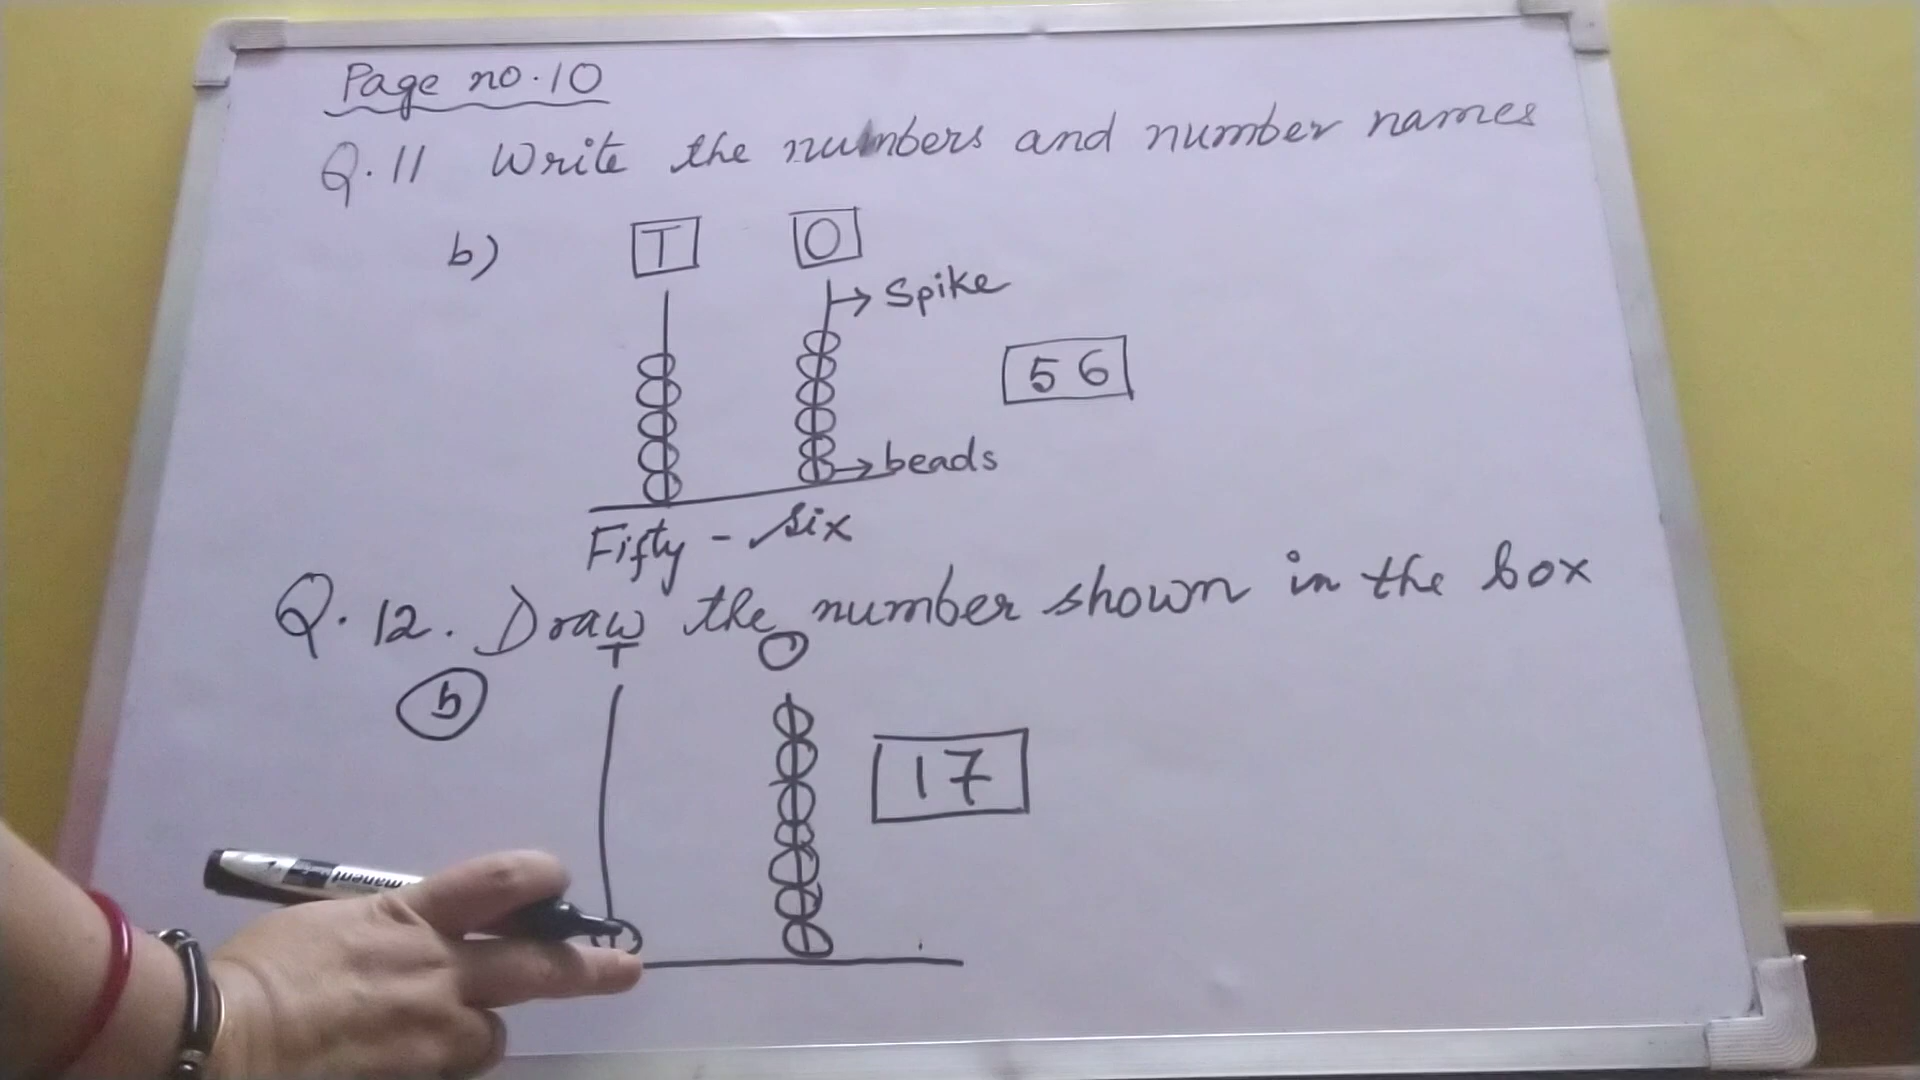 Page no.10
Q.11 Write the numbers and number names
b) T O
Spike
56
beads
Fifty-six
Q.12. Draw the number shown in the box
T O
b
17